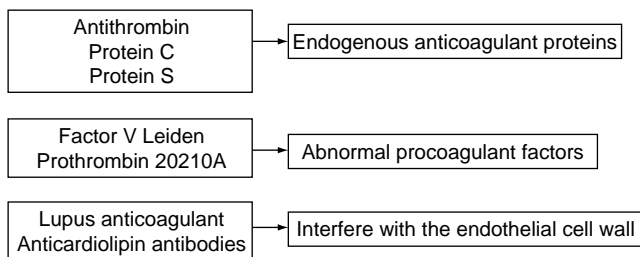 Antithrombin
Protein C
Protein S
Endogenous anticoagulant proteins
Factor V Leiden
Prothrombin 20210A
Abnormal procoagulant factors
Lupus anticoagulant
Anticardiolipin antibodies
Interfere with the endothelial cell wall